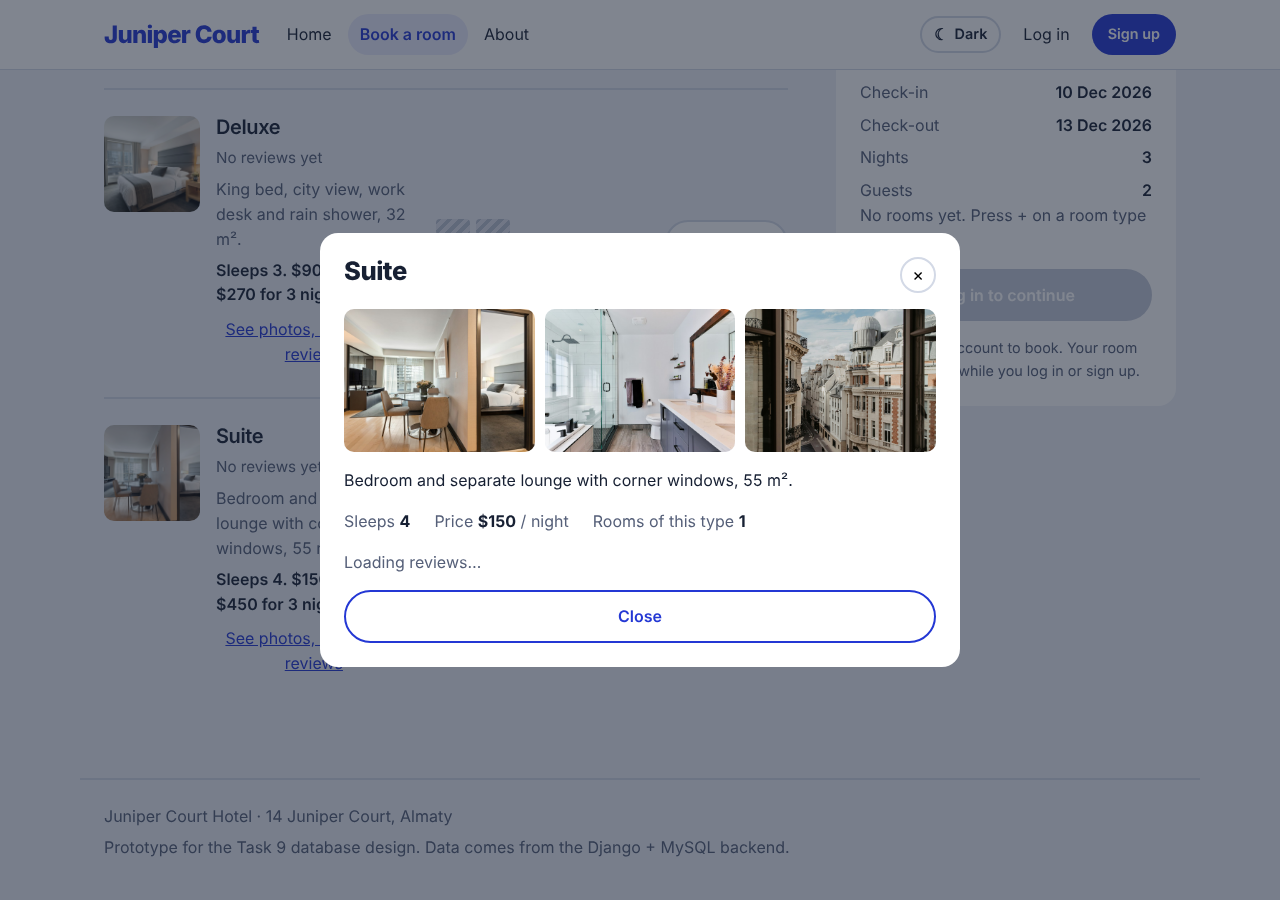 Juniper Court
Home
Book a room
About
☾ Dark
Log in
Sign up
Deluxe
No reviews yet
King bed, city view, work
desk and rain shower, 32
m².
Sleeps 3. $90
$270 for 3
See photos,
Suite
No reviews yet
Bedroom and
lounge with
windows, 55
Sleeps 4.
$450 for 3
See photos,
reviews
Check-in 10 Dec 2026
Check-out 13 Dec 2026
Nights 3
Guests 2
No rooms yet. Press + on a room type
in to continue
to book. Your room
while you log in or sign up.
Suite
×
Bedroom and separate lounge with corner windows, 55 m².
Sleeps 4 Price $150 / night Rooms of this type 1
Loading reviews…
Close
Juniper Court Hotel · 14 Juniper Court, Almaty
Prototype for the Task 9 database design. Data comes from the Django + MySQL backend.